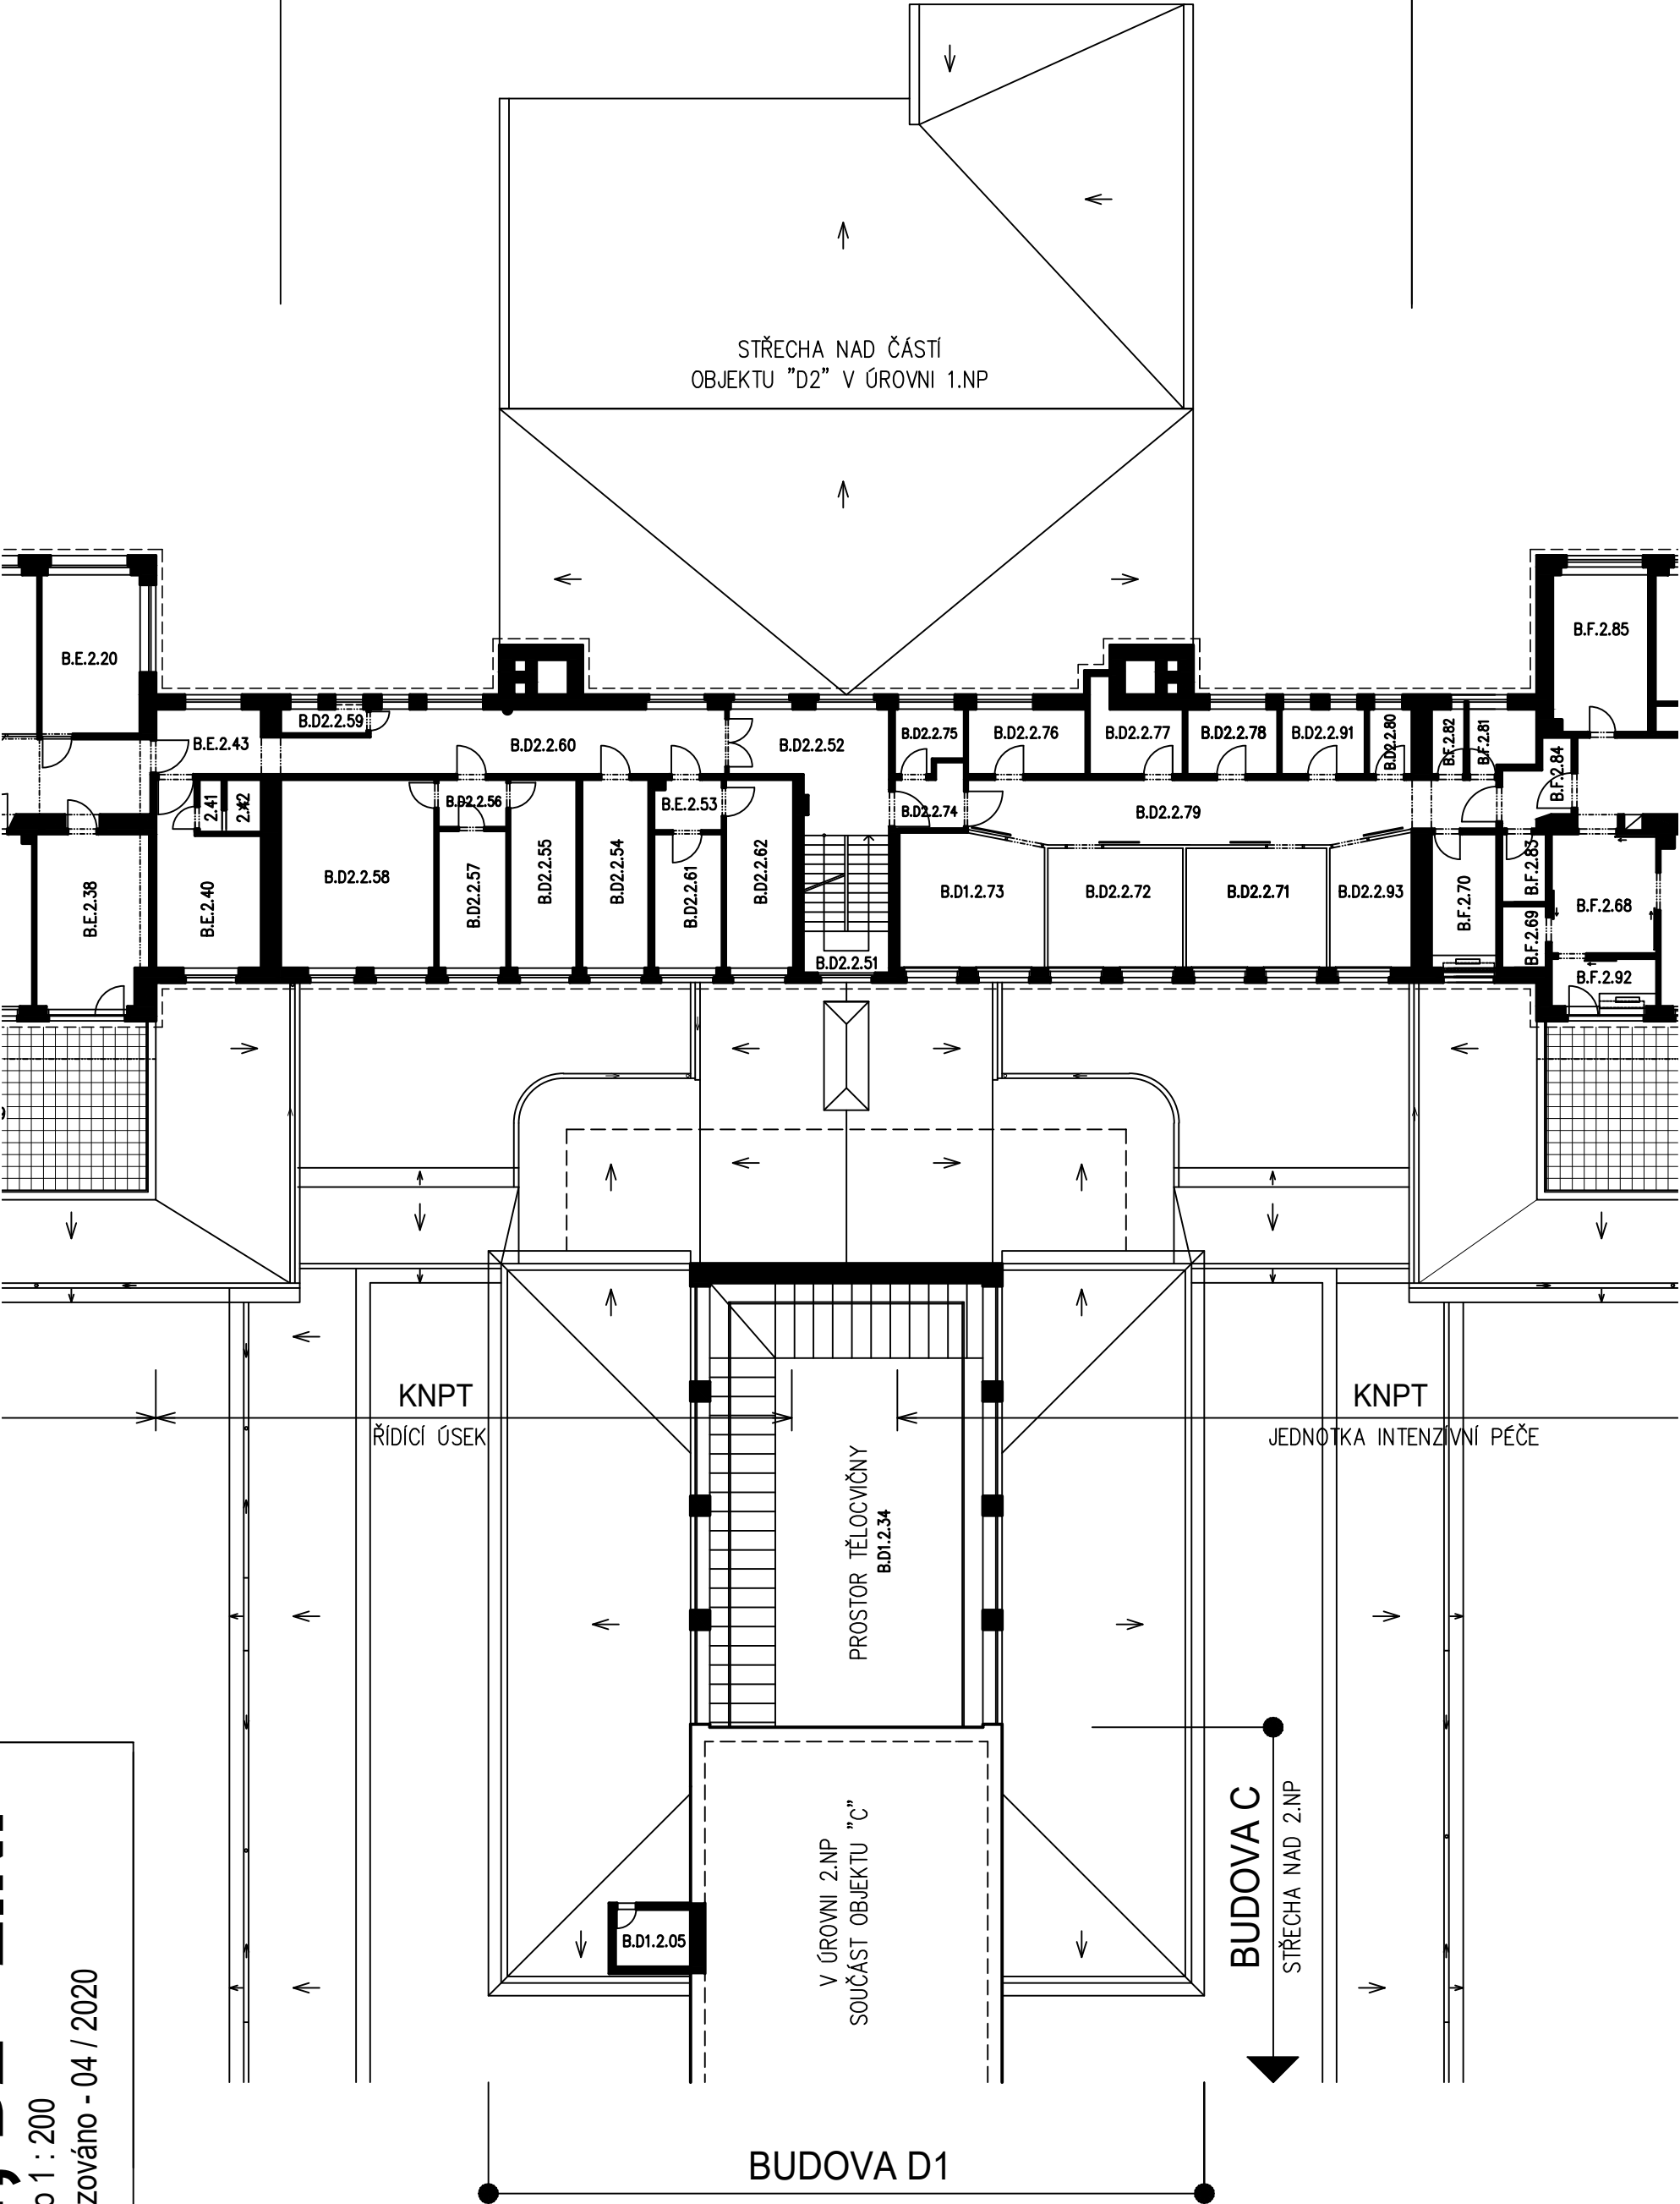 STŘECHA NAD ČÁSTÍ
OBJEKTU "D2" V ÚROVNI 1.NP
B.E.2.20
B.F.2.85
B.D2.2.59
B.E.2.43
B.D2.2.60
B.D2.2.52
B.D2.2.75
B.D2.2.76
B.D2.2.77
B.D2.2.78
B.D2.2.91
B.D2.2.80
B.F.2.82
B.F.2.81
B.F.2.84
2.41
2.42
B.D2.2.56
B.E.2.53
B.D2.2.74
B.D2.2.79
B.E.2.38
B.E.2.40
B.D2.2.58
B.D2.2.57
B.D2.2.55
B.D2.2.54
B.D2.2.61
B.D2.2.62
B.D2.2.51
B.D1.2.73
B.D2.2.72
B.D2.2.71
B.D2.2.93
B.F.2.70
B.F.2.83
B.F.2.69
B.F.2.68
B.F.2.92
KNPT
ŘÍDÍCÍ ÚSEK
KNPT
JEDNOTKA INTENZÍVNÍ PÉČE
PROSTOR TĚLOCVIČNY
B.D1.2.34
V ÚROVNI 2.NP
SOUČÁST OBJEKTU "C"
BUDOVA C
STŘECHA NAD 2.NP
B.D1.2.05
1 : 200
zováno - 04 / 2020
BUDOVA D1